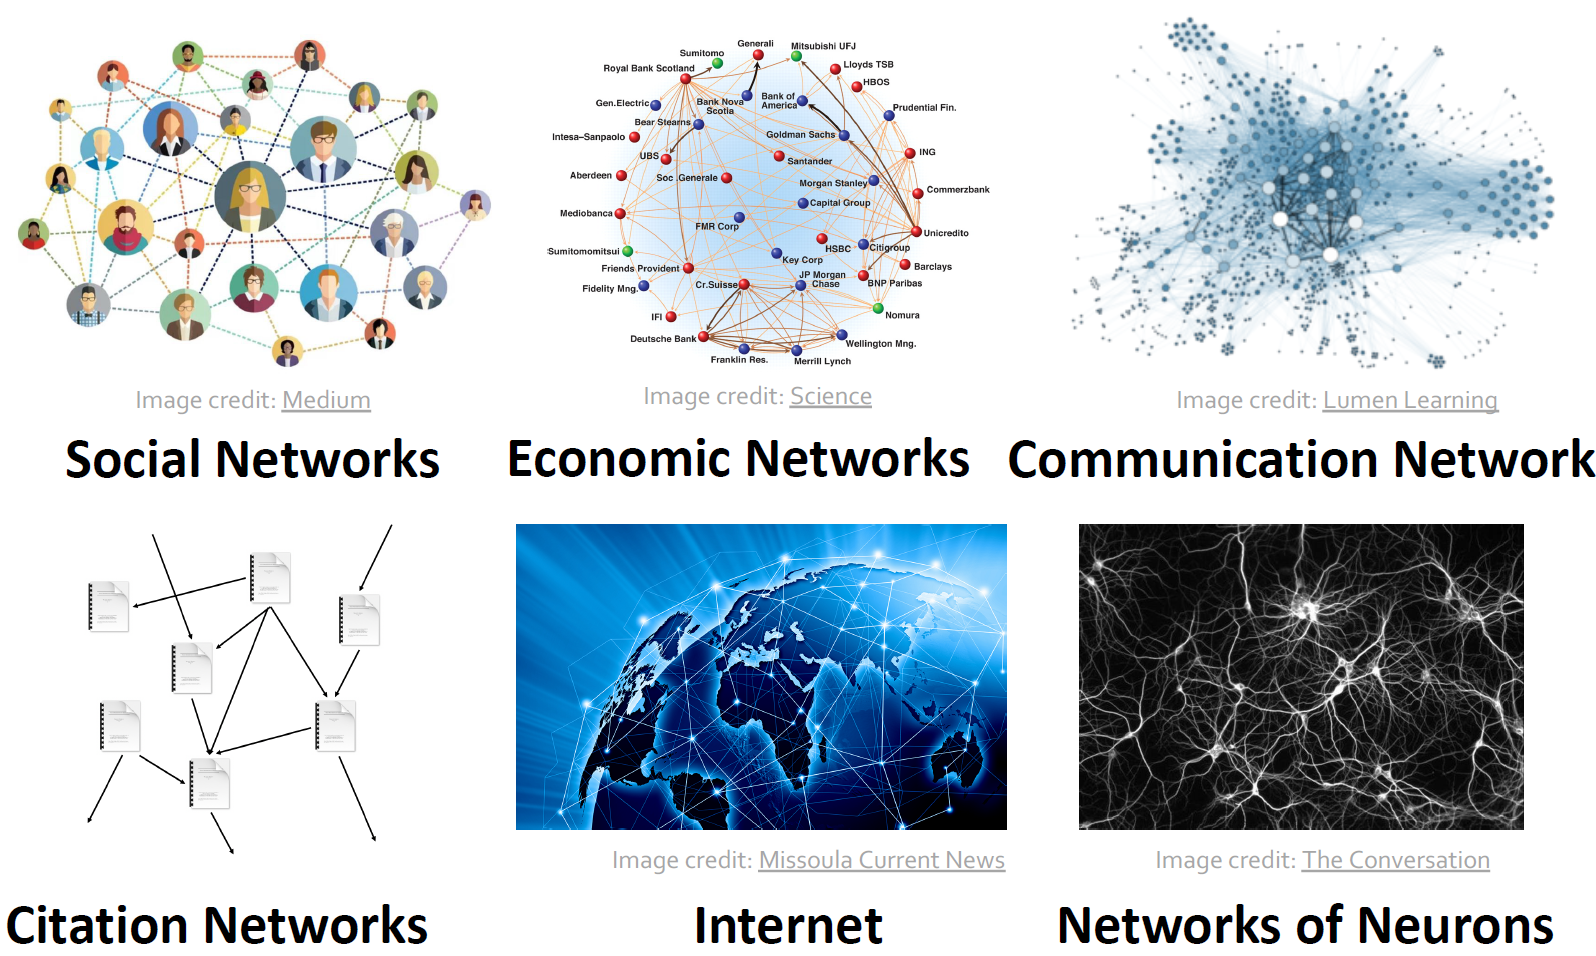 Generali
Sumitomo
Mitsubishi UFJ
Royal Bank Scotland
Lloyds TSB
HBOS
Gen.Electric
Bank Nova
Scotia
Bank of
America
Prudential Fin.
Bear Stearns
Goldman Sachs
Intesa–Sanpaolo
UBS
Santander
ING
Aberdeen
Soc .Generale
Morgan Stanley
Commerzbank
Capital Group
Mediobanca
FMR Corp
Unicredito
HSBC
Citigroup
Sumitomomitsui
Key Corp
Friends Provident
Barclays
JP Morgan
Chase
BNP Paribas
Fidelity Mng.
Cr.Suisse
IFI
Nomura
Deutsche Bank
Wellington Mng.
Franklin Res.
Merrill Lynch
Image credit: Medium
Image credit: Science
Image credit: Lumen Learning
Social Networks
Economic Networks
Communication Network
Image credit: Missoula Current News
Image credit: The Conversation
Citation Networks
Internet
Networks of Neurons